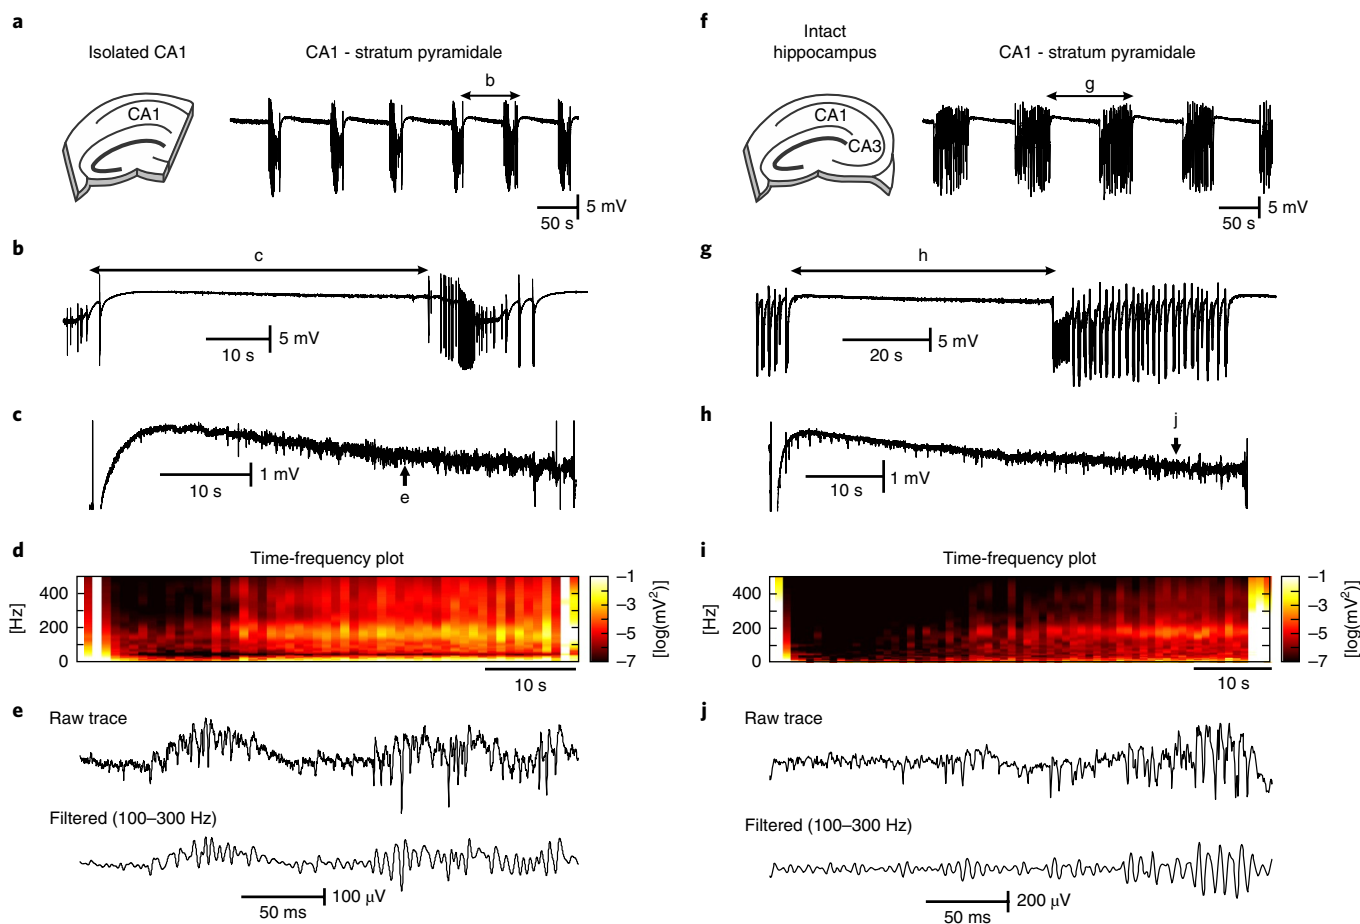 a
Isolated CA1
CA1 - stratum pyramidale
b
CA1
5 mV
50 s
b
c
5 mV
10 s
c
1 mV
10 s
e
d
Time-frequency plot
[Hz]
400
200
0
–1
–3
–5
–7
[log(mV²)]
10 s
e
Raw trace
Filtered (100–300 Hz)
100 µV
50 ms
f
Intact
hippocampus
CA1 - stratum pyramidale
g
CA1
CA3
5 mV
50 s
g
h
5 mV
20 s
h
j
1 mV
10 s
i
Time-frequency plot
[Hz]
400
200
0
–1
–3
–5
–7
[log(mV²)]
10 s
j
Raw trace
Filtered (100–300 Hz)
200 µV
50 ms